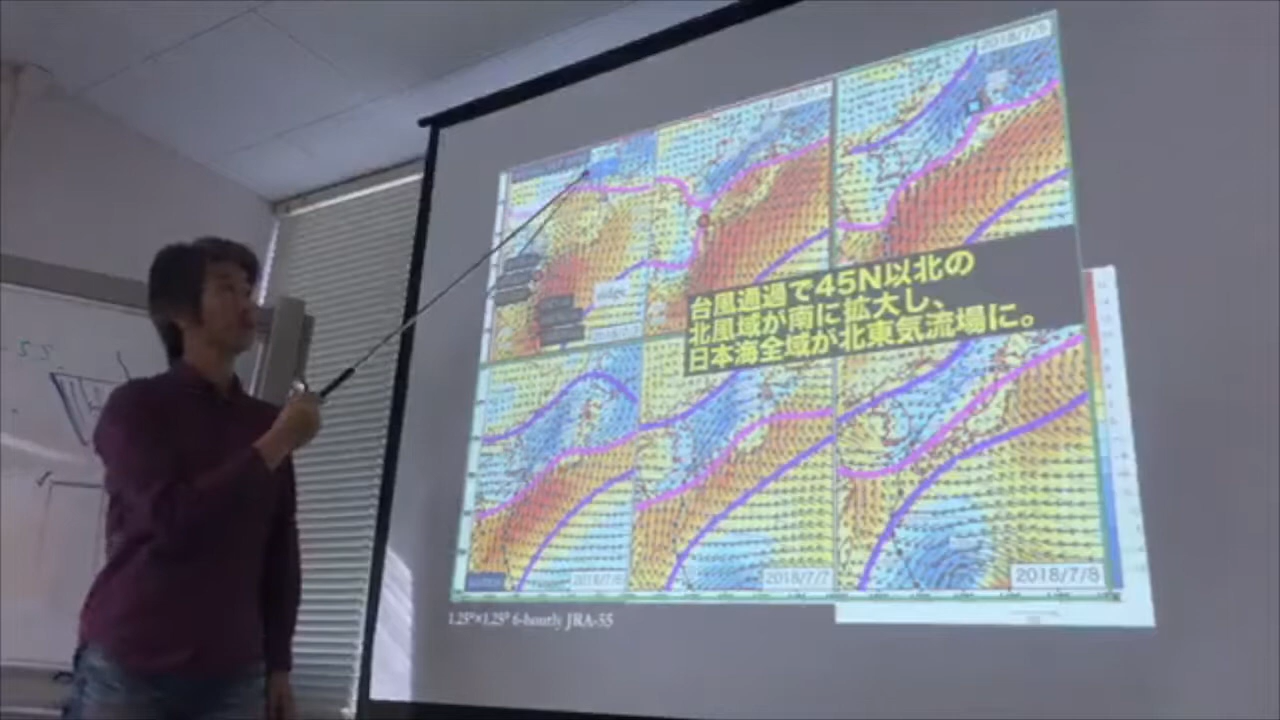 2018/7/5
台風通過で45N以北の
北風域が南に拡大し、
日本海全域が北東気流場に。
2018/7/6
2018/7/7
2018/7/8
1.25°×1.25° 6-hourly JRA-55